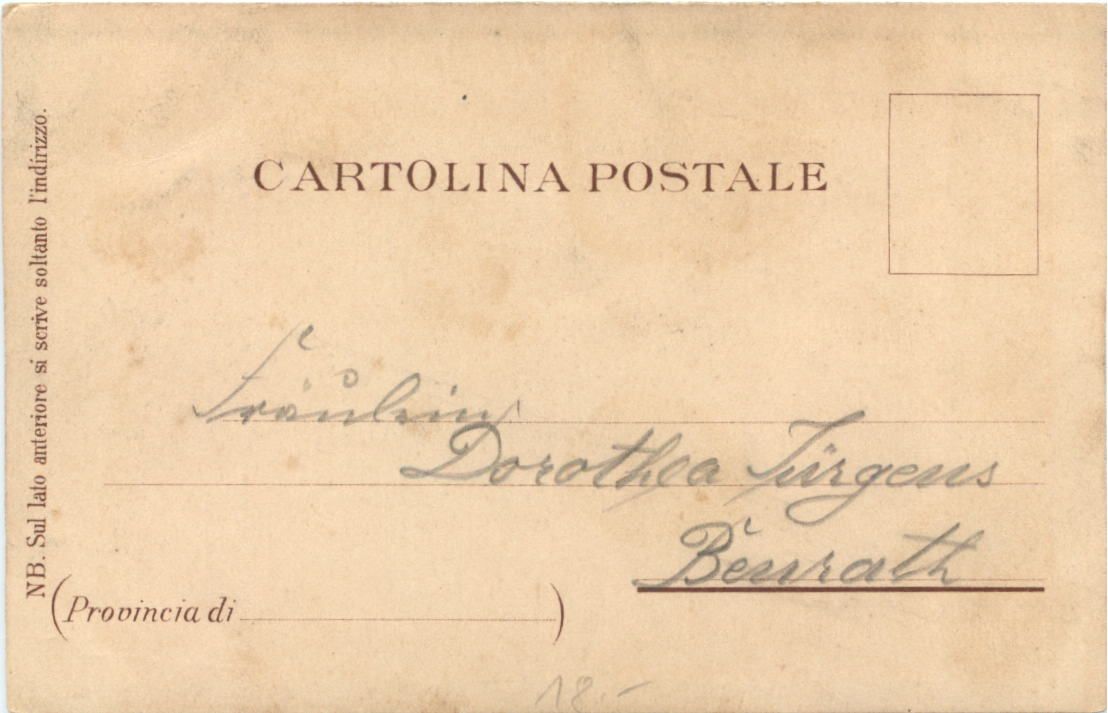 CARTOLINA POSTALE
NB. Sul lato anteriore si scrive soltanto l'indirizzo.
Fräulein
Dorothea Jürgens
Benrath
(Provincia di )
18.-